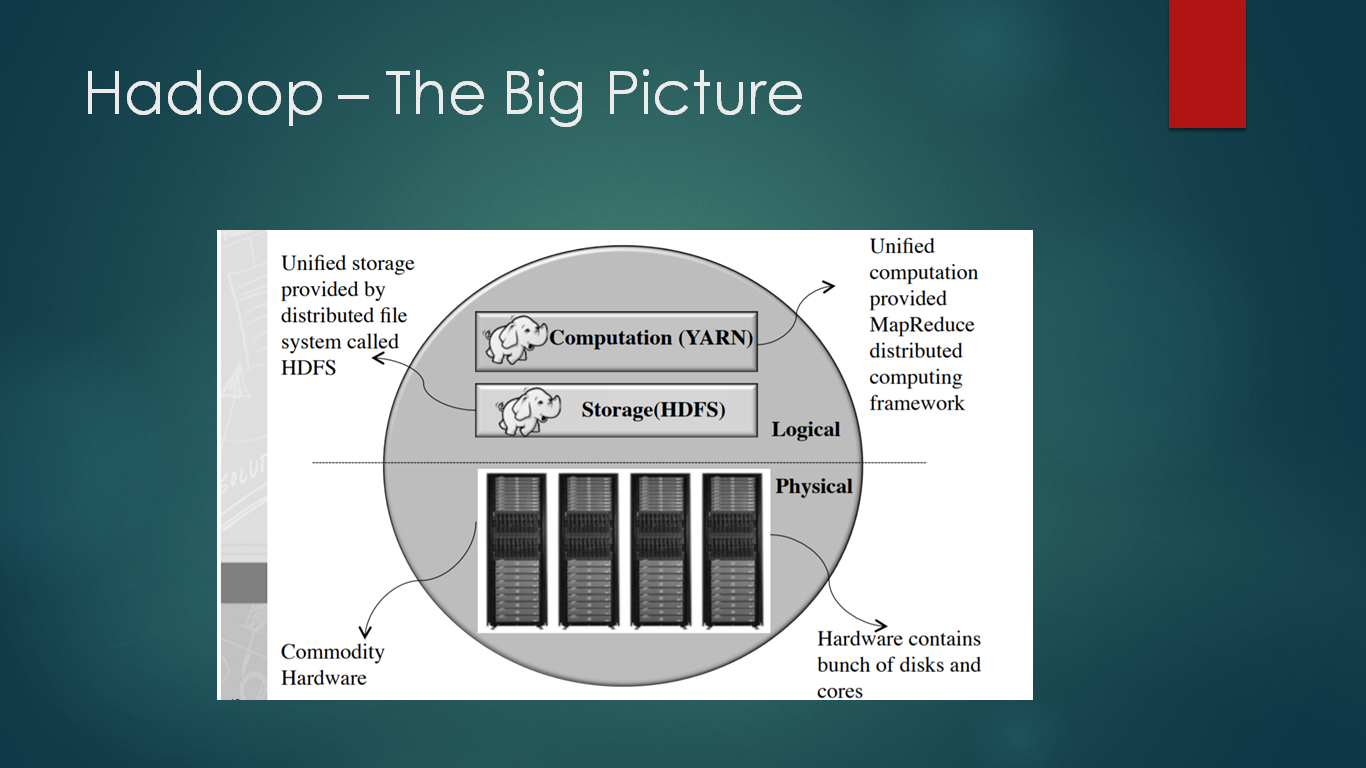 Hadoop – The Big Picture
Unified storage
provided by
distributed file
system called
HDFS
Unified
computation
provided
MapReduce
distributed
computing
framework
Computation (YARN)
Storage(HDFS)
Logical
Physical
Commodity
Hardware
Hardware contains
bunch of disks and
cores